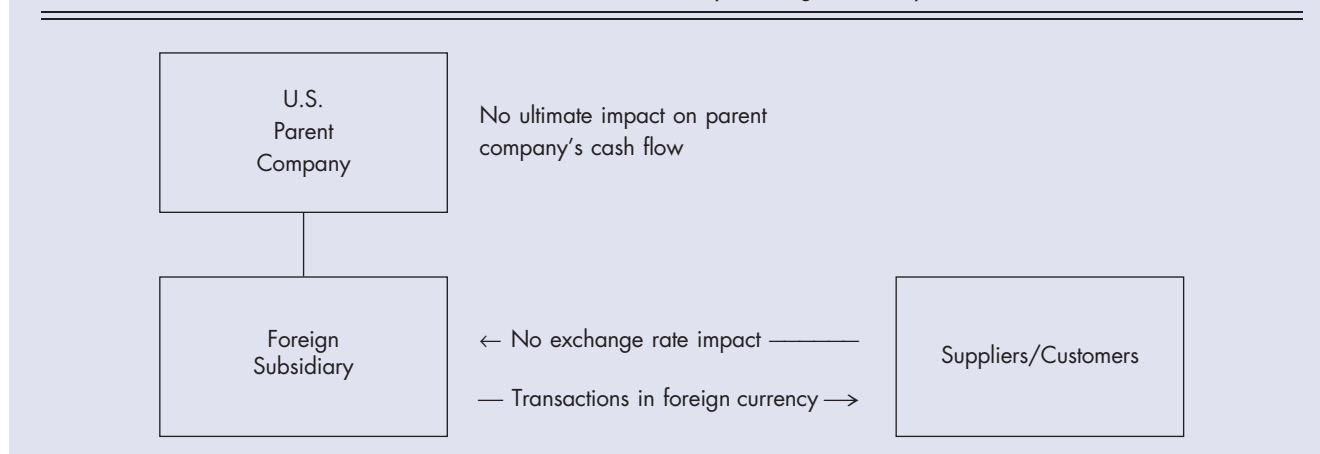 U.S.
Parent
Company
No ultimate impact on parent
company's cash flow
Foreign
Subsidiary
← No exchange rate impact
— Transactions in foreign currency →
Suppliers/Customers